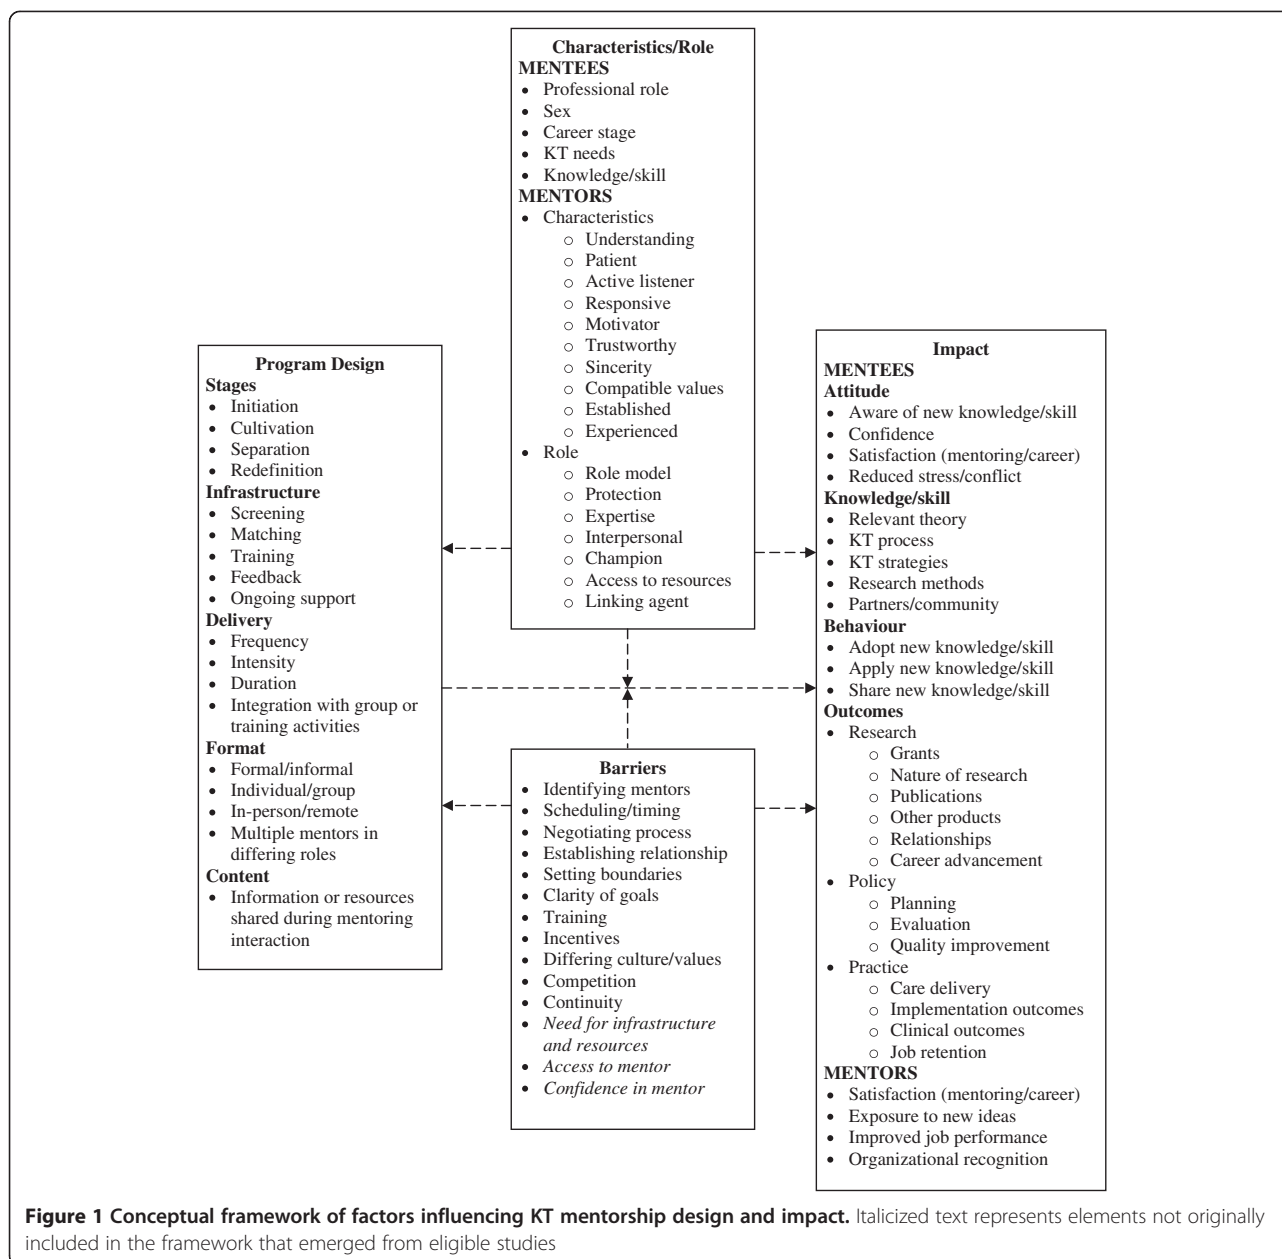 Characteristics/Role
MENTEES
• Professional role
• Sex
• Career stage
• KT needs
• Knowledge/skill
MENTORS
• Characteristics
○ Understanding
○ Patient
○ Active listener
○ Responsive
○ Motivator
○ Trustworthy
○ Sincerity
○ Compatible values
○ Established
○ Experienced
• Role
○ Role model
○ Protection
○ Expertise
○ Interpersonal
○ Champion
○ Access to resources
○ Linking agent
Program Design
Stages
• Initiation
• Cultivation
• Separation
• Redefinition
Infrastructure
• Screening
• Matching
• Training
• Feedback
• Ongoing support
Delivery
• Frequency
• Intensity
• Duration
• Integration with group or
training activities
Format
• Formal/informal
• Individual/group
• In-person/remote
• Multiple mentors in
differing roles
Content
• Information or resources
shared during mentoring
interaction
Barriers
• Identifying mentors
• Scheduling/timing
• Negotiating process
• Establishing relationship
• Setting boundaries
• Clarity of goals
• Training
• Incentives
• Differing culture/values
• Competition
• Continuity
• Need for infrastructure
and resources
• Access to mentor
• Confidence in mentor
Impact
MENTEES
Attitude
• Aware of new knowledge/skill
• Confidence
• Satisfaction (mentoring/career)
• Reduced stress/conflict
Knowledge/skill
• Relevant theory
• KT process
• KT strategies
• Research methods
• Partners/community
Behaviour
• Adopt new knowledge/skill
• Apply new knowledge/skill
• Share new knowledge/skill
Outcomes
• Research
○ Grants
○ Nature of research
○ Publications
○ Other products
○ Relationships
○ Career advancement
• Policy
○ Planning
○ Evaluation
○ Quality improvement
• Practice
○ Care delivery
○ Implementation outcomes
○ Clinical outcomes
○ Job retention
MENTORS
• Satisfaction (mentoring/career)
• Exposure to new ideas
• Improved job performance
• Organizational recognition
Figure 1 Conceptual framework of factors influencing KT mentorship design and impact. Italicized text represents elements not originally
included in the framework that emerged from eligible studies